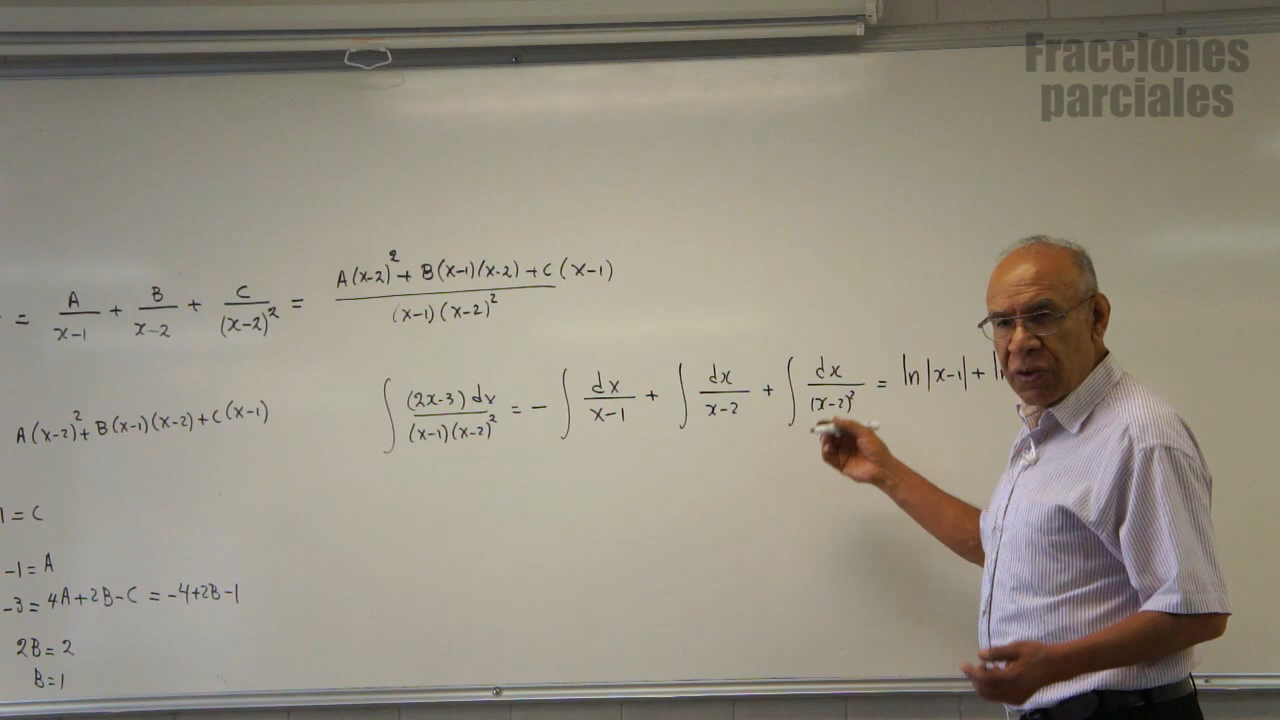 Fracciones
parciales
= A/(x-1) + B/(x-2) + C/(x-2)² = (A(x-2)² + B(x-1)(x-2) + C(x-1))/((x-1)(x-2)²)
∫ (2x-3)dx/((x-1)(x-2)²) = - ∫ dx/(x-1) + ∫ dx/(x-2) + ∫ dx/(x-2)² = ln|x-1| + ln
A(x-2)² + B(x-1)(x-2) + C(x-1)
1 = C
-1 = A
-3 = 4A+2B-C = -4+2B-1
2B = 2
B = 1